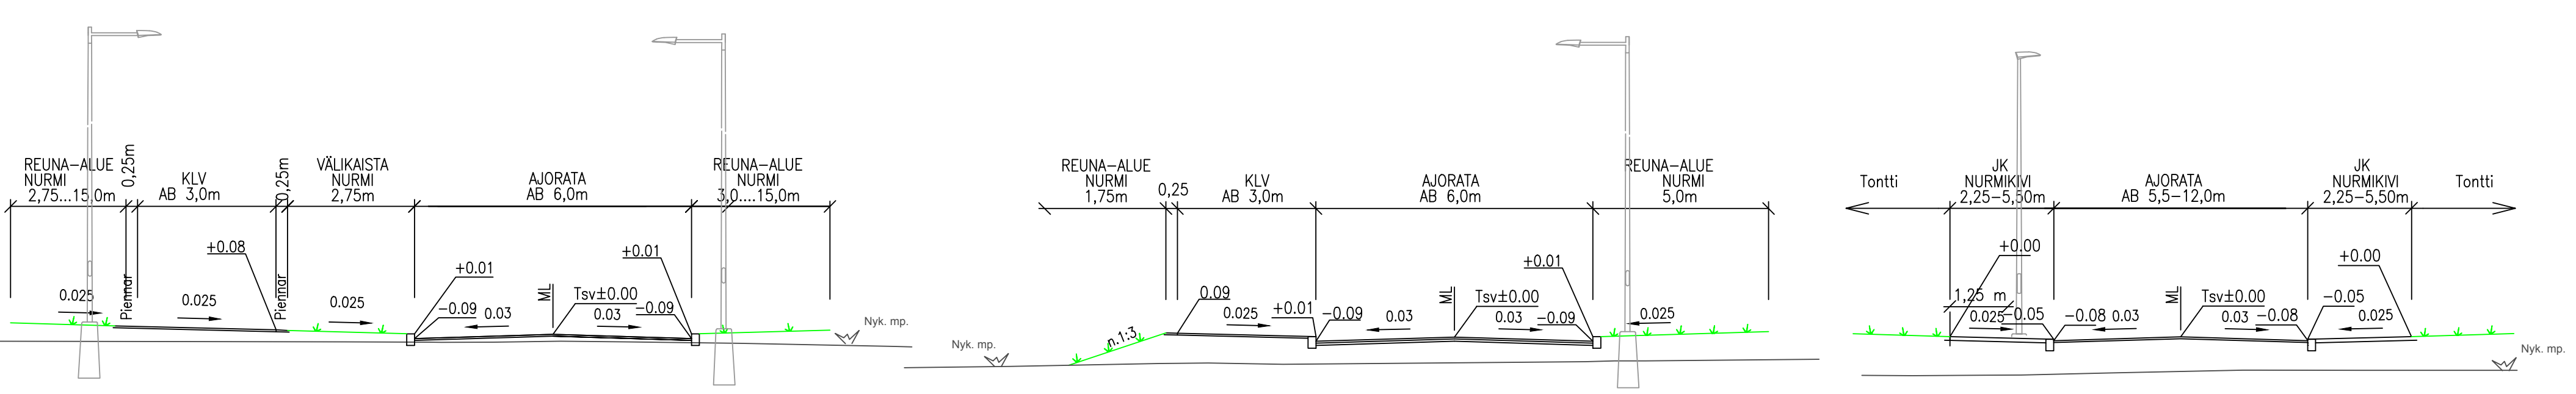 REUNA-ALUE
NURMI
2,75...15,0m
0,25m
KLV
AB 3,0m
0,25m
VÄLIKAISTA
NURMI
2,75m
AJORATA
AB 6,0m
REUNA-ALUE
NURMI
3,0....15,0m
+0.08
+0.01
+0.01
0.025
Piennar
0.025
Piennar
0.025
-0.09
0.03
ML
Tsv±0.00
0.03
-0.09
Nyk. mp.
REUNA-ALUE
NURMI
1,75m
0,25
KLV
AB 3,0m
AJORATA
AB 6,0m
REUNA-ALUE
NURMI
5,0m
+0.01
0.09
0.025
+0.01
-0.09
0.03
ML
Tsv±0.00
0.03
-0.09
0.025
n.1:3
Nyk. mp.
Tontti
JK
NURMIKIVI
2,25-5,50m
AJORATA
AB 5,5-12,0m
JK
NURMIKIVI
2,25-5,50m
Tontti
+0.00
+0.00
1,25 m
0.025
-0.05
-0.08
0.03
ML
Tsv±0.00
0.03
-0.08
-0.05
0.025
Nyk. mp.